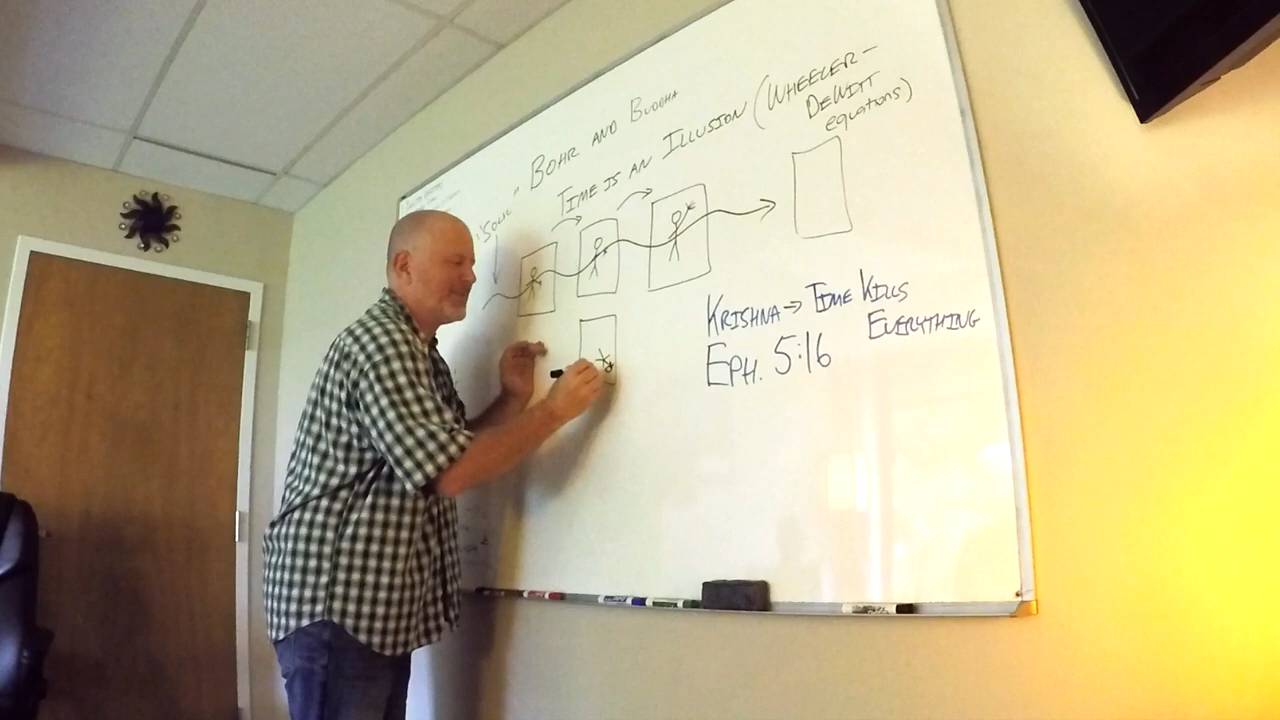 BOHR AND BUDDHA
TIME IS AN ILLUSION (WHEELER-
DEWITT
equations)
"SOUL"
KRISHNA → TIME KILLS
EVERYTHING
EPH. 5:16